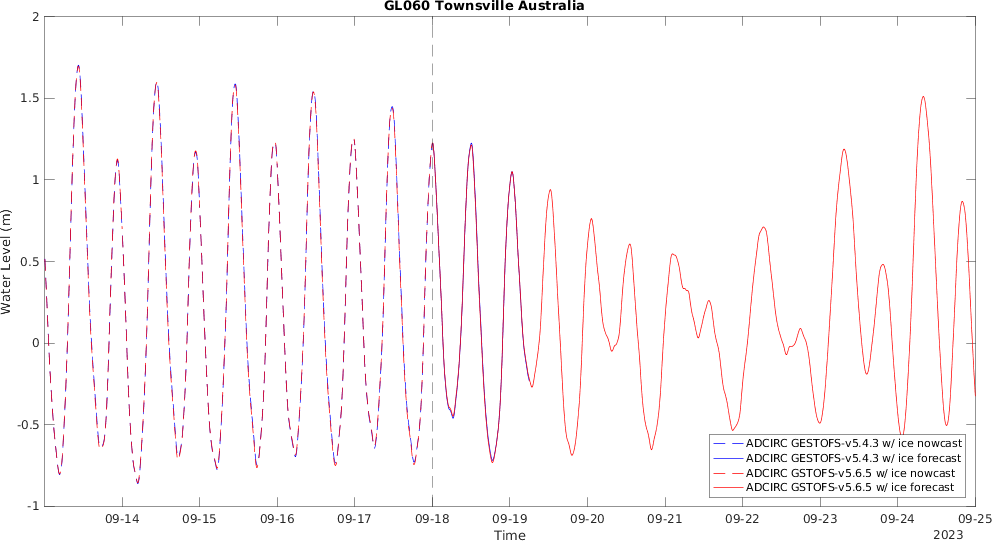 GL060 Townsville Australia
2
1.5
1
0.5
0
-0.5
-1
Water Level (m)
ADCIRC GESTOFS-v5.4.3 w/ ice nowcast
ADCIRC GESTOFS-v5.4.3 w/ ice forecast
ADCIRC GSTOFS-v5.6.5 w/ ice nowcast
ADCIRC GSTOFS-v5.6.5 w/ ice forecast
09-14 09-15 09-16 09-17 09-18 09-19 09-20 09-21 09-22 09-23 09-24 09-25
Time
2023